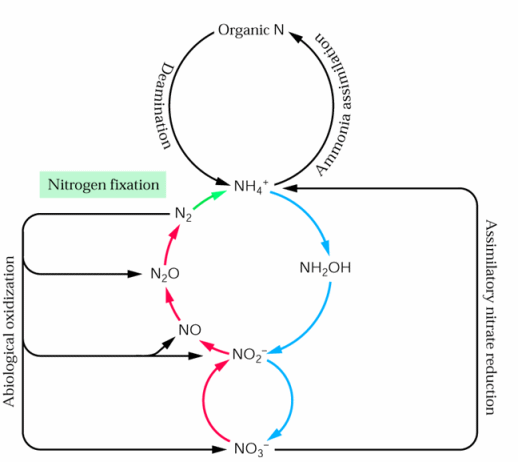 Organic N
Deamination
Ammonia assimilation
Nitrogen fixation
NH₄⁺
N₂
N₂O
NH₂OH
NO
NO₂⁻
NO₃⁻
Abiological oxidization
Assimilatory nitrate reduction